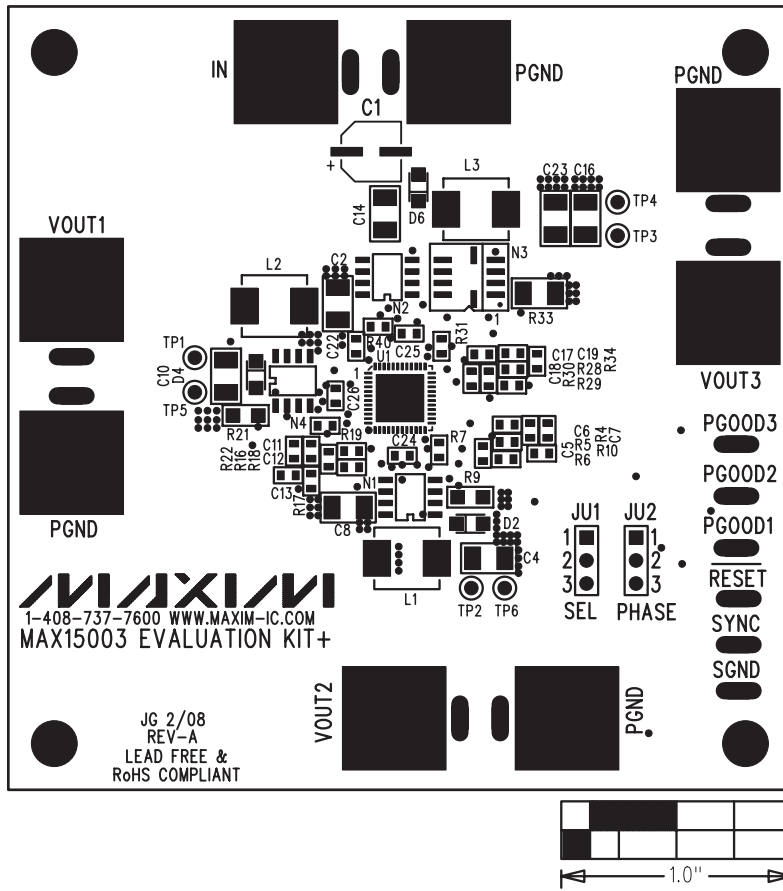 IN
PGND
C1
+
L3
D6
C14
C23 C16
TP4
TP3
PGND
VOUT1
L2
C2
N3
N2
1
R33
C22
R40
C25
R31
U1
1
TP1
C10
D4
TP5
C26
C17 C19
R34
C18
R30
R28
R29
VOUT3
R21
N4
R19
C24
R7
C6
R4
C7
R5
R10
C5
R6
R22
R16
R18
C11
C12
C13
R17
N1
R9
C8
D2
C4
L1
TP2 TP6
PGND
PGOOD3
PGOOD2
PGOOD1
RESET
SYNC
SGND
JU1 JU2
1 1
2 2
3 3
SEL PHASE
MAXIM
1-408-737-7600 WWW.MAXIM-IC.COM
MAX15003 EVALUATION KIT+
VOUT2
PGND
JG 2/08
REV-A
LEAD FREE &
RoHS COMPLIANT
1.0"